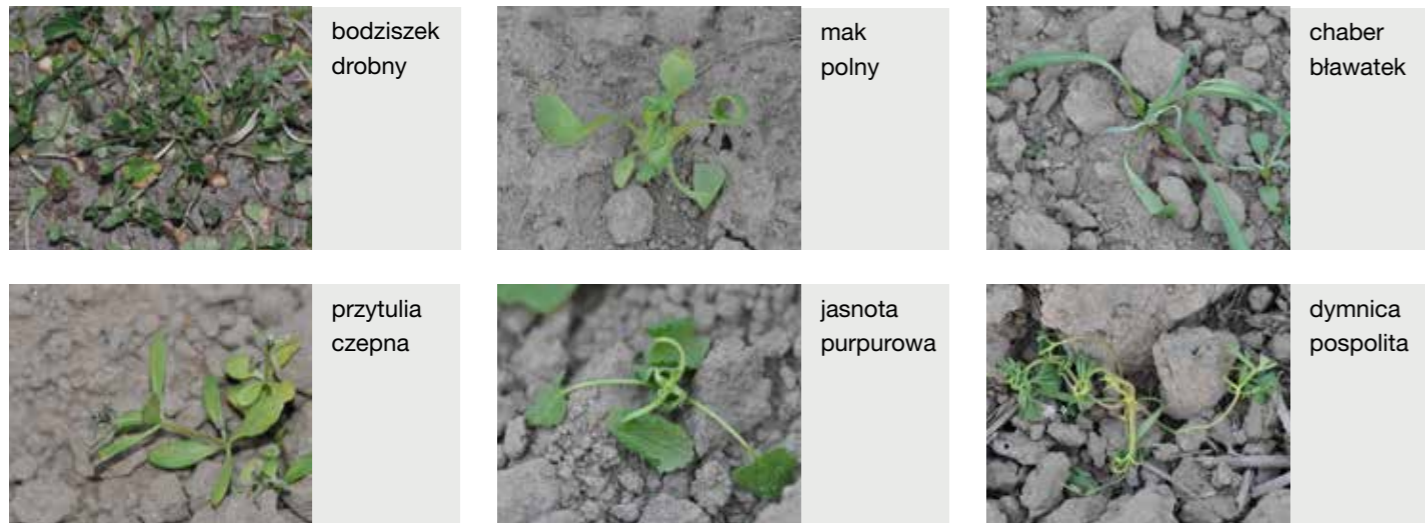 bodziszek
drobny
mak
polny
chaber
bławatek
przytulia
czepna
jasnota
purpurowa
dymnica
pospolita